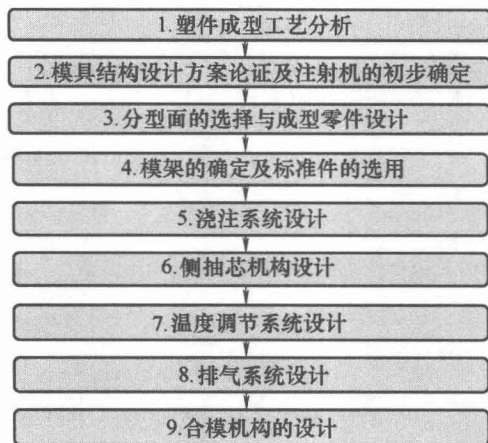 1.塑件成型工艺分析
2.模具结构设计方案论证及注射机的初步确定
3.分型面的选择与成型零件设计
4.模架的确定及标准件的选用
5.浇注系统设计
6.侧抽芯机构设计
7.温度调节系统设计
8.排气系统设计
9.合模机构的设计